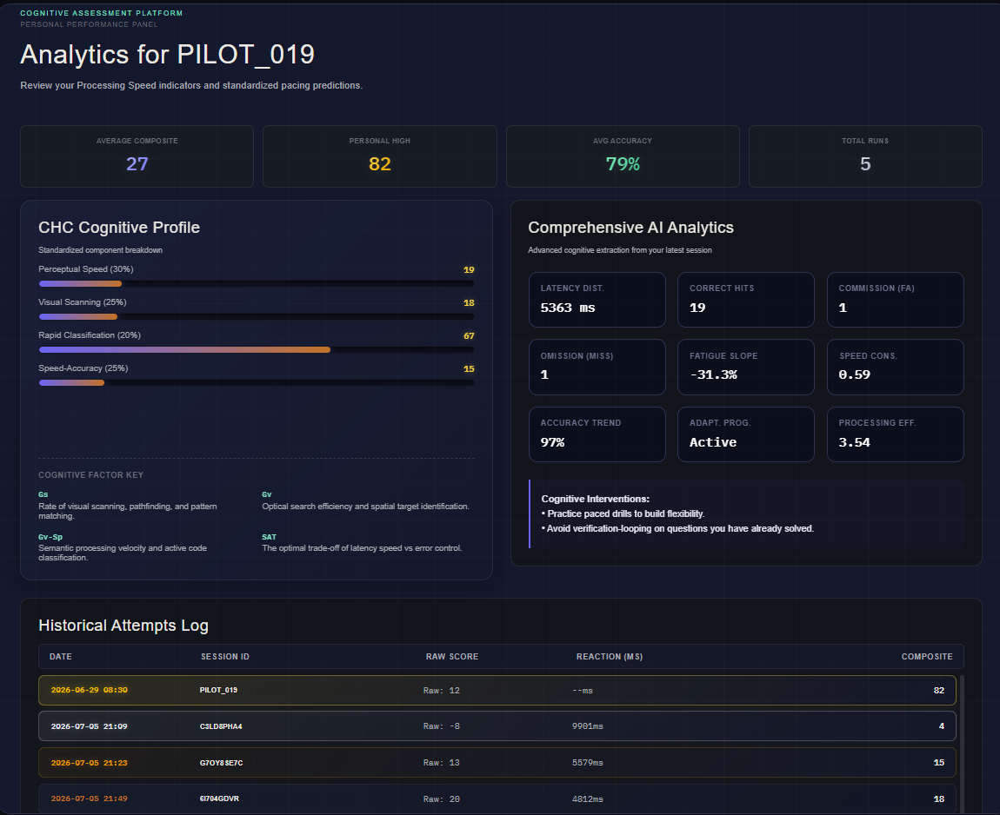 COGNITIVE ASSESSMENT PLATFORM
PERSONAL PERFORMANCE PANEL
Analytics for PILOT_019
Review your Processing Speed indicators and standardized pacing predictions.
AVERAGE COMPOSITE
27
PERSONAL HIGH
82
AVG ACCURACY
79%
TOTAL RUNS
5
CHC Cognitive Profile
Standardized component breakdown
Perceptual Speed (30%) 19
Visual Scanning (25%) 18
Rapid Classification (20%) 67
Speed-Accuracy (25%) 15
COGNITIVE FACTOR KEY
Gs
Rate of visual scanning, pathfinding, and pattern
matching.
Gv
Optical search efficiency and spatial target identification.
Gv-Sp
Semantic processing velocity and active code
classification.
SAT
The optimal trade-off of latency speed vs error control.
Comprehensive AI Analytics
Advanced cognitive extraction from your latest session
LATENCY DIST.
5363 ms
CORRECT HITS
19
COMMISSION (FA)
1
OMISSION (MISS)
1
FATIGUE SLOPE
-31.3%
SPEED CONS.
0.59
ACCURACY TREND
97%
ADAPT. PROG.
Active
PROCESSING EFF.
3.54
Cognitive Interventions:
• Practice paced drills to build flexibility.
• Avoid verification-looping on questions you have already solved.
Historical Attempts Log
DATE SESSION ID RAW SCORE REACTION (MS) COMPOSITE
2026-06-29 08:30 PILOT_019 Raw: 12 --ms 82
2026-07-05 21:09 C3LD8PHA4 Raw: -8 9901ms 4
2026-07-05 21:23 G7OY8SE7C Raw: 13 5579ms 15
2026-07-05 21:49 6I704GDVR Raw: 20 4812ms 18